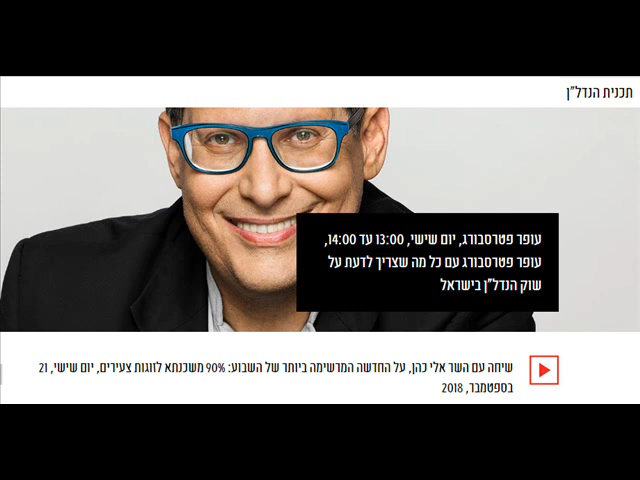 תכנית הנדל"ן
עופר פטרסבורג, יום שישי, 13:00 עד 14:00,
עופר פטרסבורג עם כל מה שצריך לדעת על
שוק הנדל"ן בישראל
שיחה עם השר אלי כהן, על החדשה המרשימה ביותר של השבוע: 90% משכנתא לזוגות צעירים, יום שישי, 21
בספטמבר, 2018